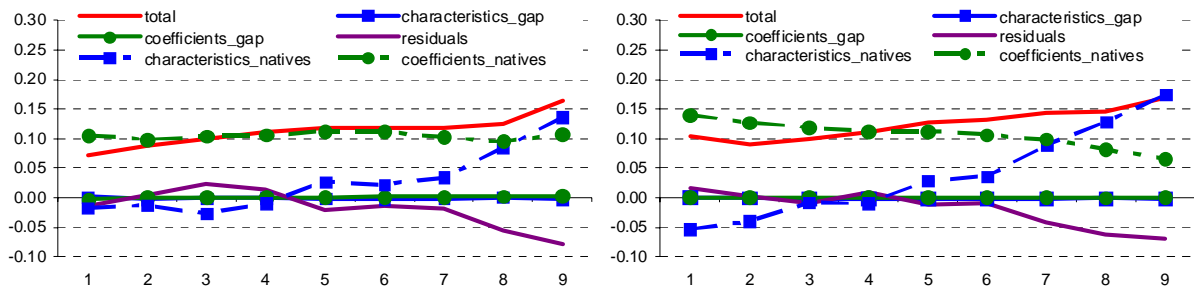 0.30 total characteristics_gap
0.25 coefficients_gap residuals
0.20 characteristics_natives coefficients_natives
0.15
0.10
0.05
0.00
-0.05
-0.10
1 2 3 4 5 6 7 8 9
0.30 total characteristics_gap
0.25 coefficients_gap residuals
0.20 characteristics_natives coefficients_natives
0.15
0.10
0.05
0.00
-0.05
-0.10
1 2 3 4 5 6 7 8 9